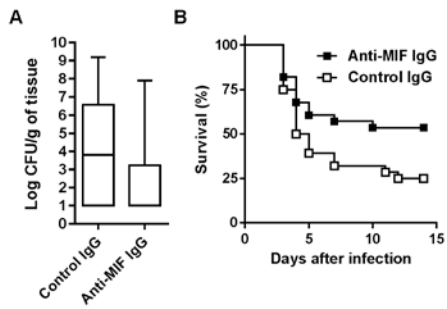 A
Log CFU/g of tissue
10
9
8
7
6
5
4
3
2
1
0
Control IgG
Anti-MIF IgG
B
Survival (%)
100
75
50
25
0
Anti-MIF IgG
Control IgG
0
5
10
15
Days after infection